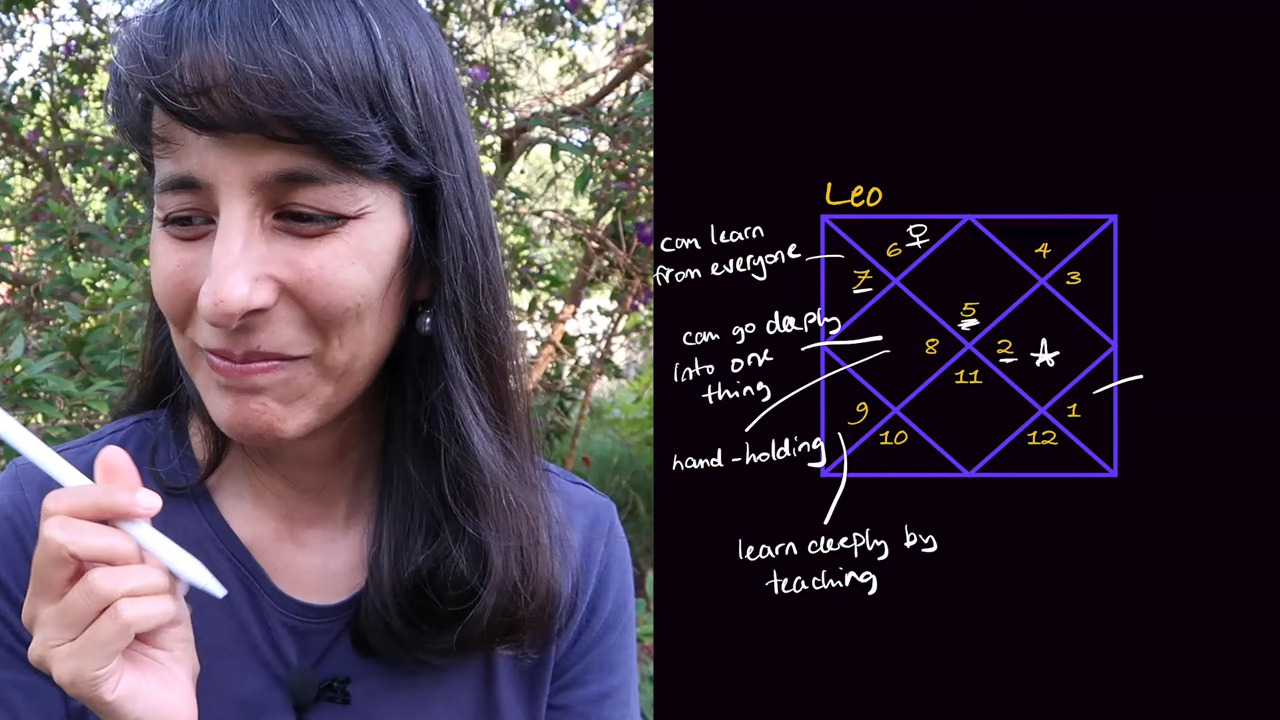 Leo
can learn
from everyone
6 ♀
4
7
3
5
can go deeply
into one
thing
8
2
11
9
1
10
12
hand-holding
learn deeply by
teaching